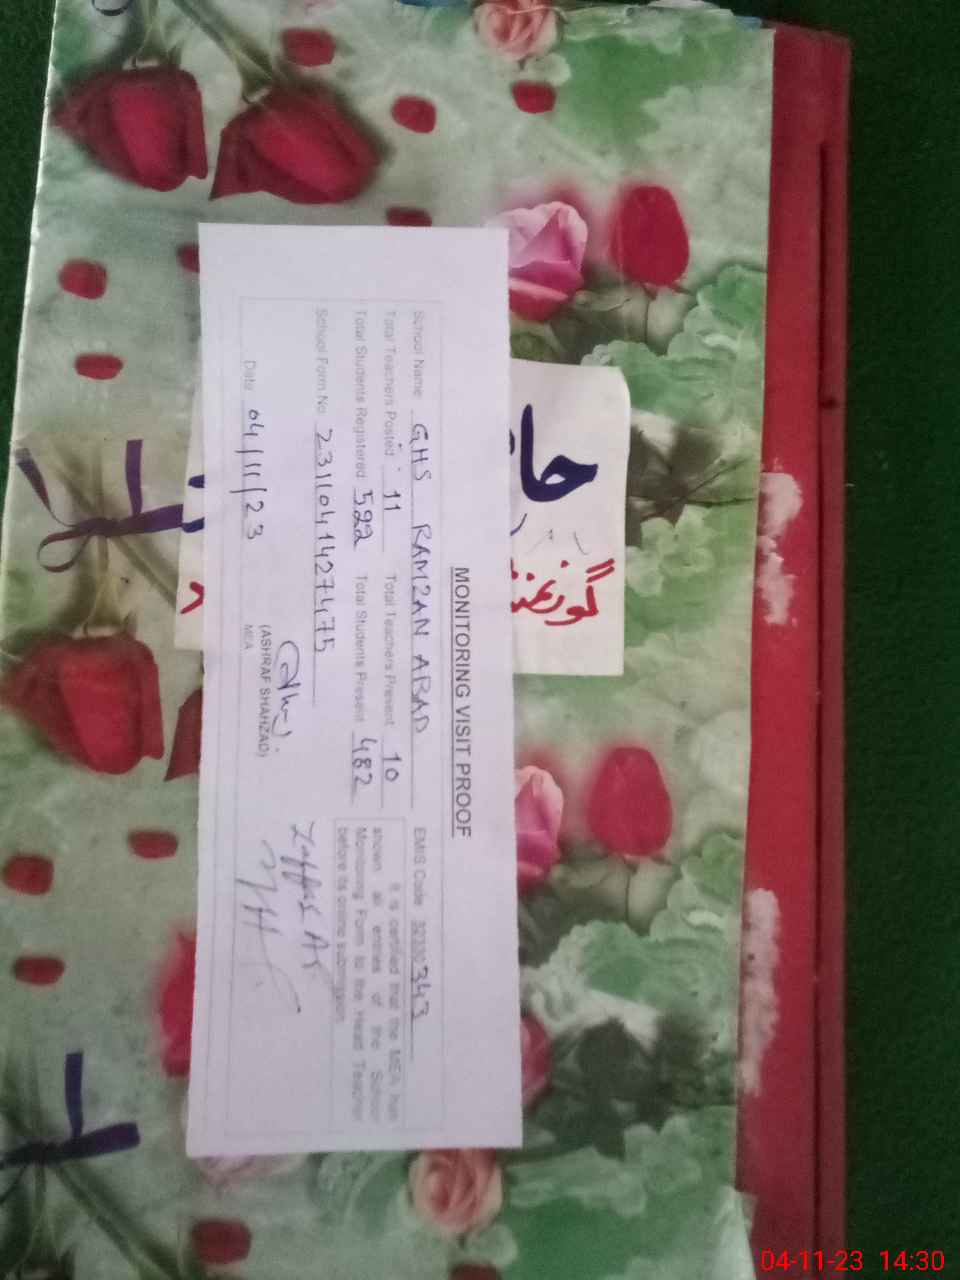 MONITORING VISIT PROOF
School Name GHS RAMZAN ABAD EMIS Code 32330343
Total Teachers Posted 11 Total Teachers Present 10
Total Students Registered 522 Total Students Present 482
School Form No. 231104141427475
It is certified that the MEA has
shown all entries of the School
Monitoring Form to the Head Teacher
before its online submission
(ASHRAF SHAHZAD)
MEA
Date 04/11/23
گورنمنٹ
04-11-23 14:30